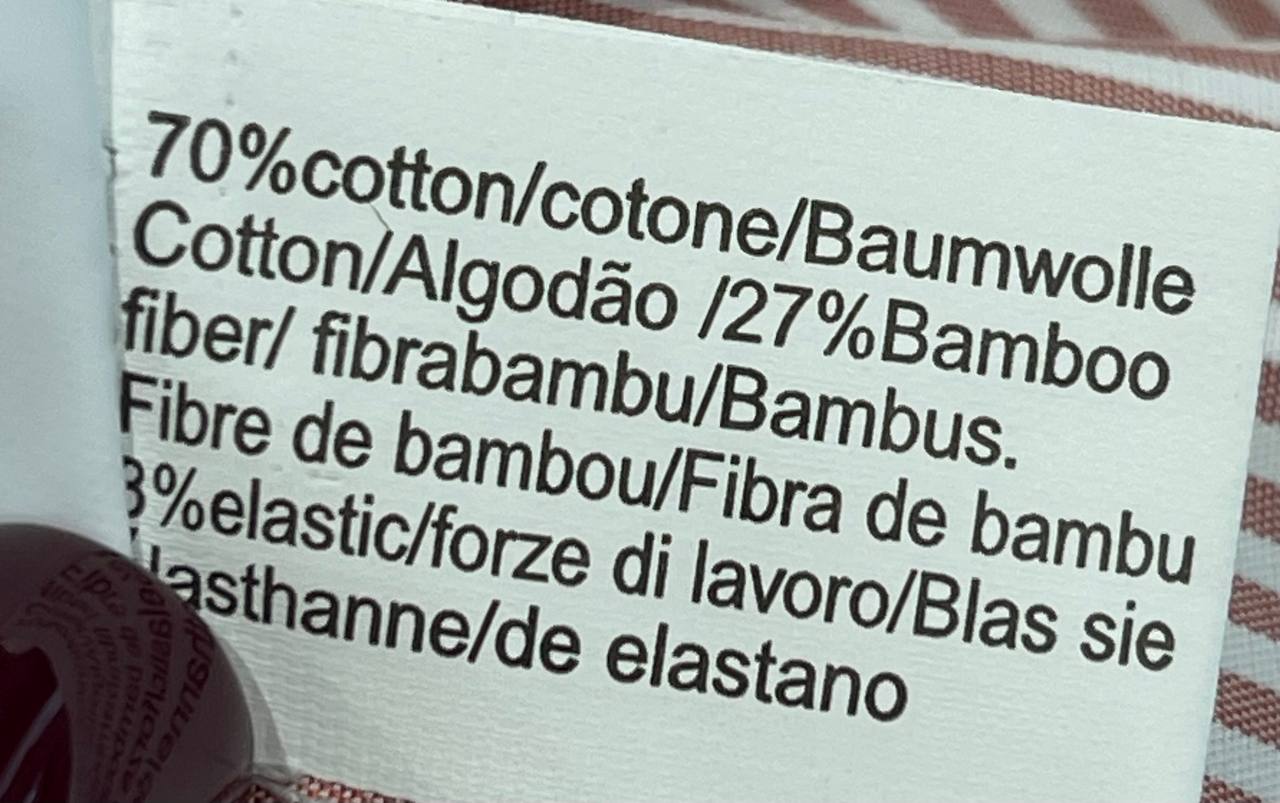 70%cotton/cotone/Baumwolle
Cotton/Algodão /27%Bamboo
fiber/ fibrabambu/Bambus.
Fibre de bambou/Fibra de bambu
3%elastic/forze di lavoro/Blas sie
lasthanne/de elastano